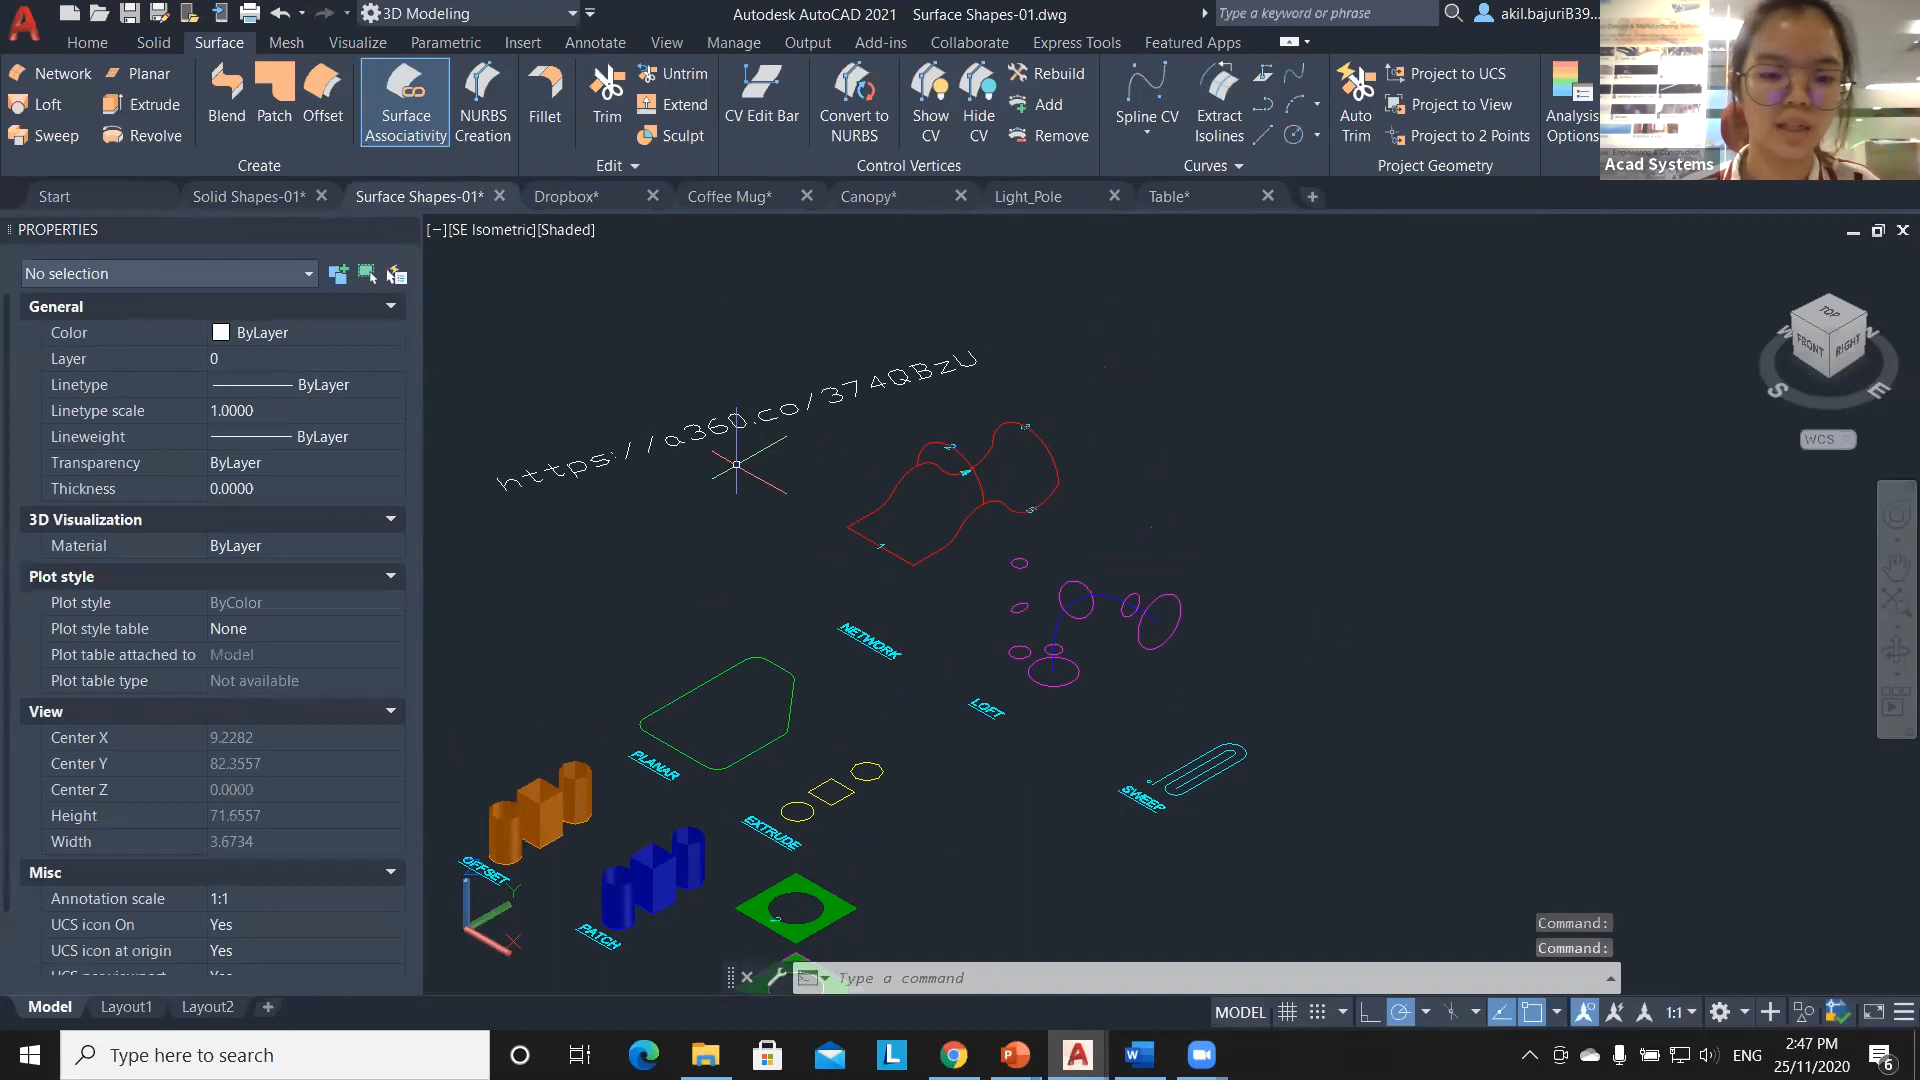 3D Modeling
Autodesk AutoCAD 2021 Surface Shapes-01.dwg
Type a keyword or phrase
akil.bajuriB39...
Home Solid Surface Mesh Visualize Parametric Insert Annotate View Manage Output Add-ins Collaborate Express Tools Featured Apps
Network Planar
Loft Extrude
Sweep Revolve
Blend Patch Offset
Surface Associativity
NURBS Creation
Fillet
Trim
Untrim
Extend
Sculpt
CV Edit Bar
Convert to NURBS
Show CV
Hide CV
Rebuild
Add
Remove
Spline CV
Extract Isolines
Auto Trim
Project to UCS
Project to View
Project to 2 Points
Analysis Options
Create Edit Control Vertices Curves Project Geometry
Acad Systems
Start Solid Shapes-01* Surface Shapes-01* Dropbox* Coffee Mug* Canopy* Light_Pole Table*
PROPERTIES
[−][SE Isometric][Shaded]
No selection
General
Color ByLayer
Layer 0
Linetype ByLayer
Linetype scale 1.0000
Lineweight ByLayer
Transparency ByLayer
Thickness 0.0000
3D Visualization
Material ByLayer
Plot style
Plot style ByColor
Plot style table None
Plot table attached to Model
Plot table type Not available
View
Center X 9.2282
Center Y 82.3557
Center Z 0.0000
Height 71.6557
Width 3.6734
Misc
Annotation scale 1:1
UCS icon On Yes
UCS icon at origin Yes
https://a360.co/374QBzU
NETWORK
LOFT
PLANAR
SWEEP
EXTRUDE
OFFSET
PATCH
TOP
FRONT RIGHT
W N
S E
WCS
Y
X
Command:
Command:
Type a command
Model Layout1 Layout2
MODEL 1:1
Type here to search
ENG
2:47 PM
25/11/2020
6